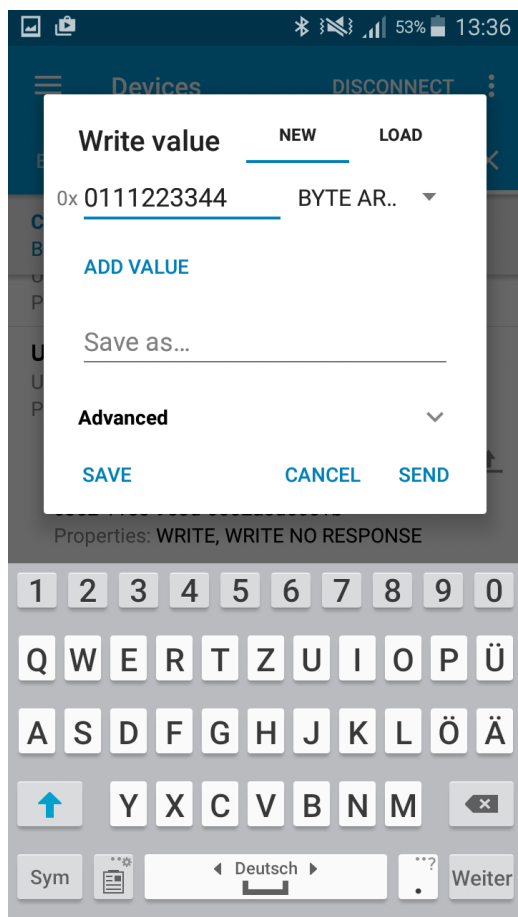 53% 13:36
Devices DISCONNECT
Write value NEW LOAD
0x 0111223344 BYTE AR..
ADD VALUE
Save as...
Advanced
SAVE CANCEL SEND
Properties: WRITE, WRITE NO RESPONSE
1 2 3 4 5 6 7 8 9 0
Q W E R T Z U I O P Ü
A S D F G H J K L Ö Ä
Y X C V B N M
Sym Deutsch ..? . Weiter